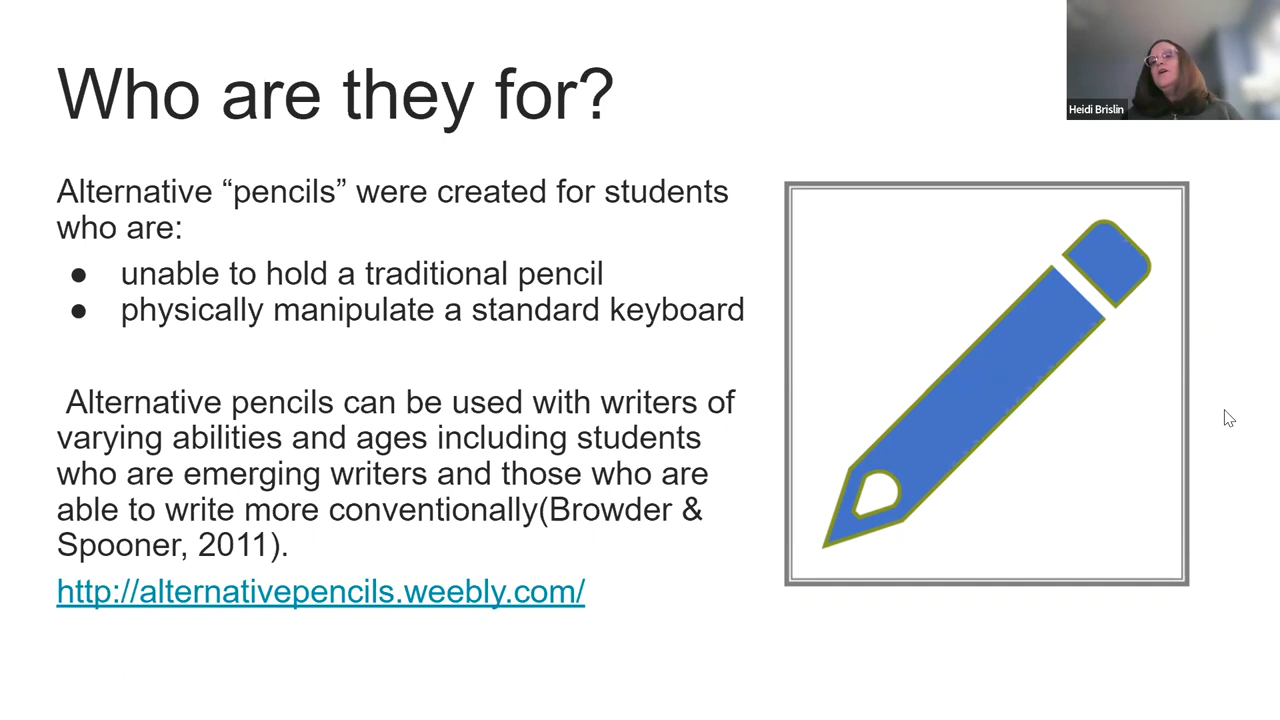 Who are they for?
Heidi Brislin
Alternative “pencils” were created for students
who are:
● unable to hold a traditional pencil
● physically manipulate a standard keyboard
Alternative pencils can be used with writers of
varying abilities and ages including students
who are emerging writers and those who are
able to write more conventionally(Browder &
Spooner, 2011).
http://alternativepencils.weebly.com/